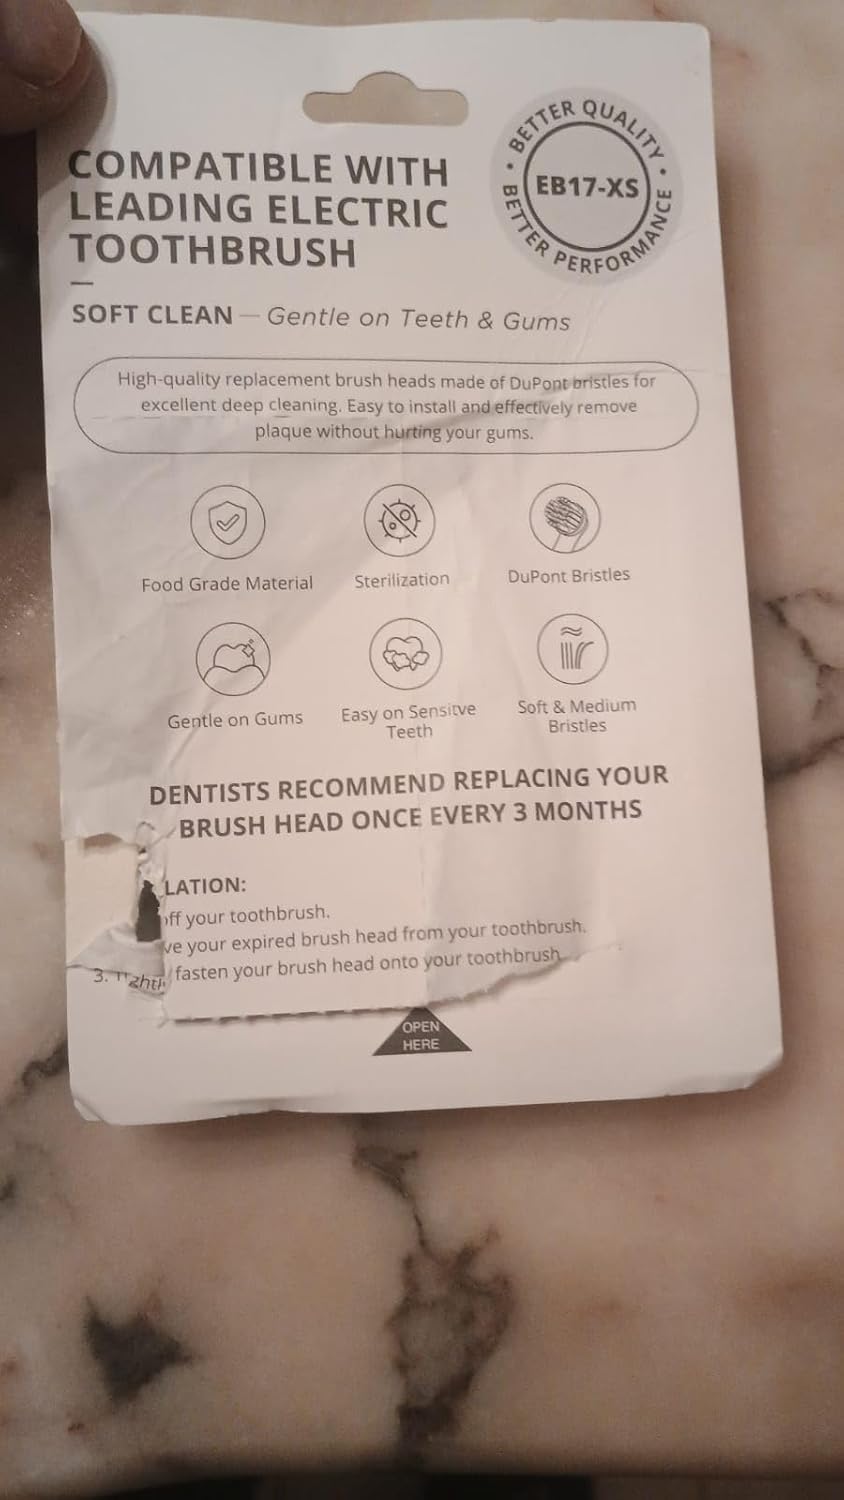 COMPATIBLE WITH
LEADING ELECTRIC
TOOTHBRUSH
BETTER QUALITY
EB17-XS
BETTER PERFORMANCE
SOFT CLEAN — Gentle on Teeth & Gums
High-quality replacement brush heads made of DuPont bristles for
excellent deep cleaning. Easy to install and effectively remove
plaque without hurting your gums.
Food Grade Material
Sterilization
DuPont Bristles
Gentle on Gums
Easy on Sensitve
Teeth
Soft & Medium
Bristles
DENTISTS RECOMMEND REPLACING YOUR
BRUSH HEAD ONCE EVERY 3 MONTHS
LATION:
ff your toothbrush.
ve your expired brush head from your toothbrush.
3. fasten your brush head onto your toothbrush
OPEN
HERE